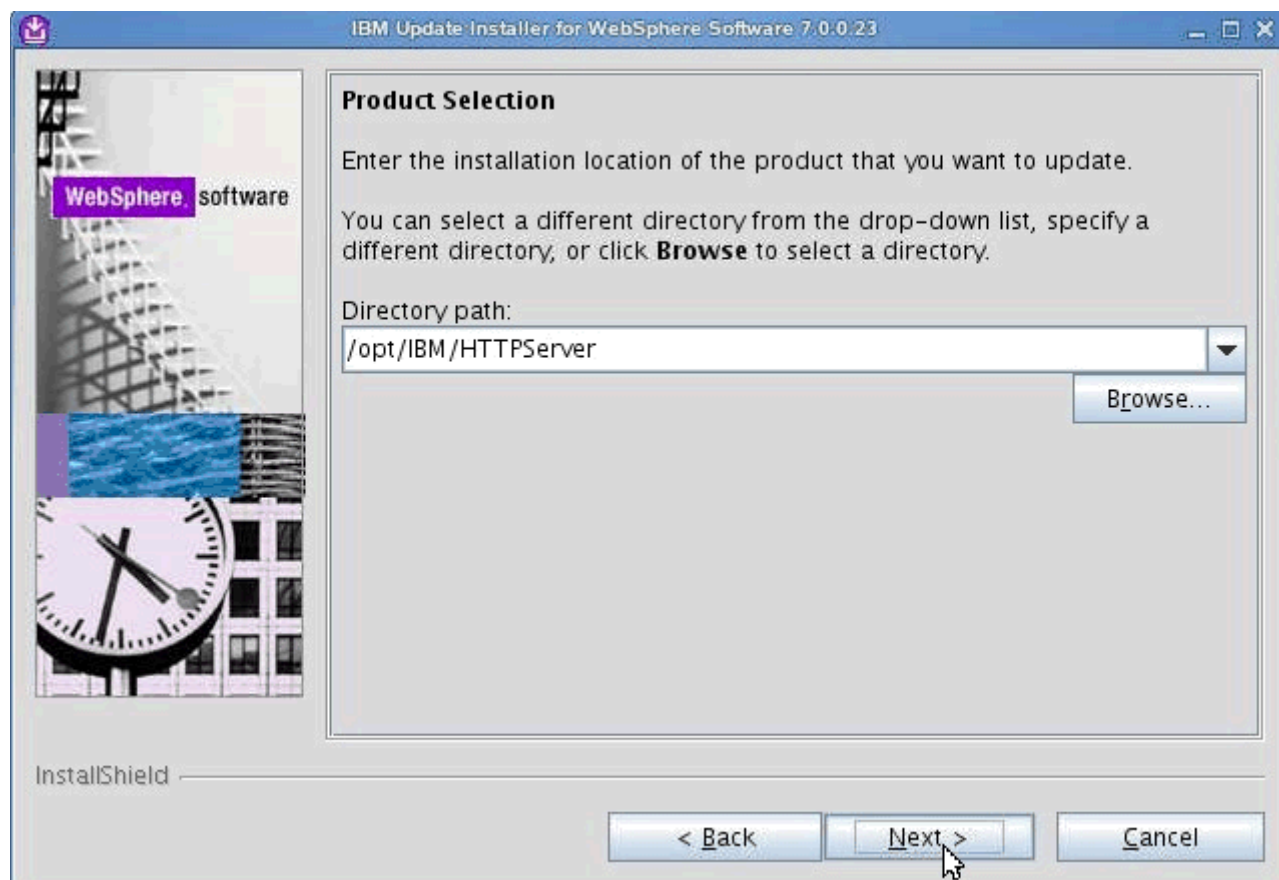 IBM Update Installer for WebSphere Software 7.0.0.23
WebSphere. software
Product Selection
Enter the installation location of the product that you want to update.
You can select a different directory from the drop-down list, specify a
different directory, or click Browse to select a directory.
Directory path:
/opt/IBM/HTTPServer
Browse...
InstallShield
< Back
Next >
Cancel